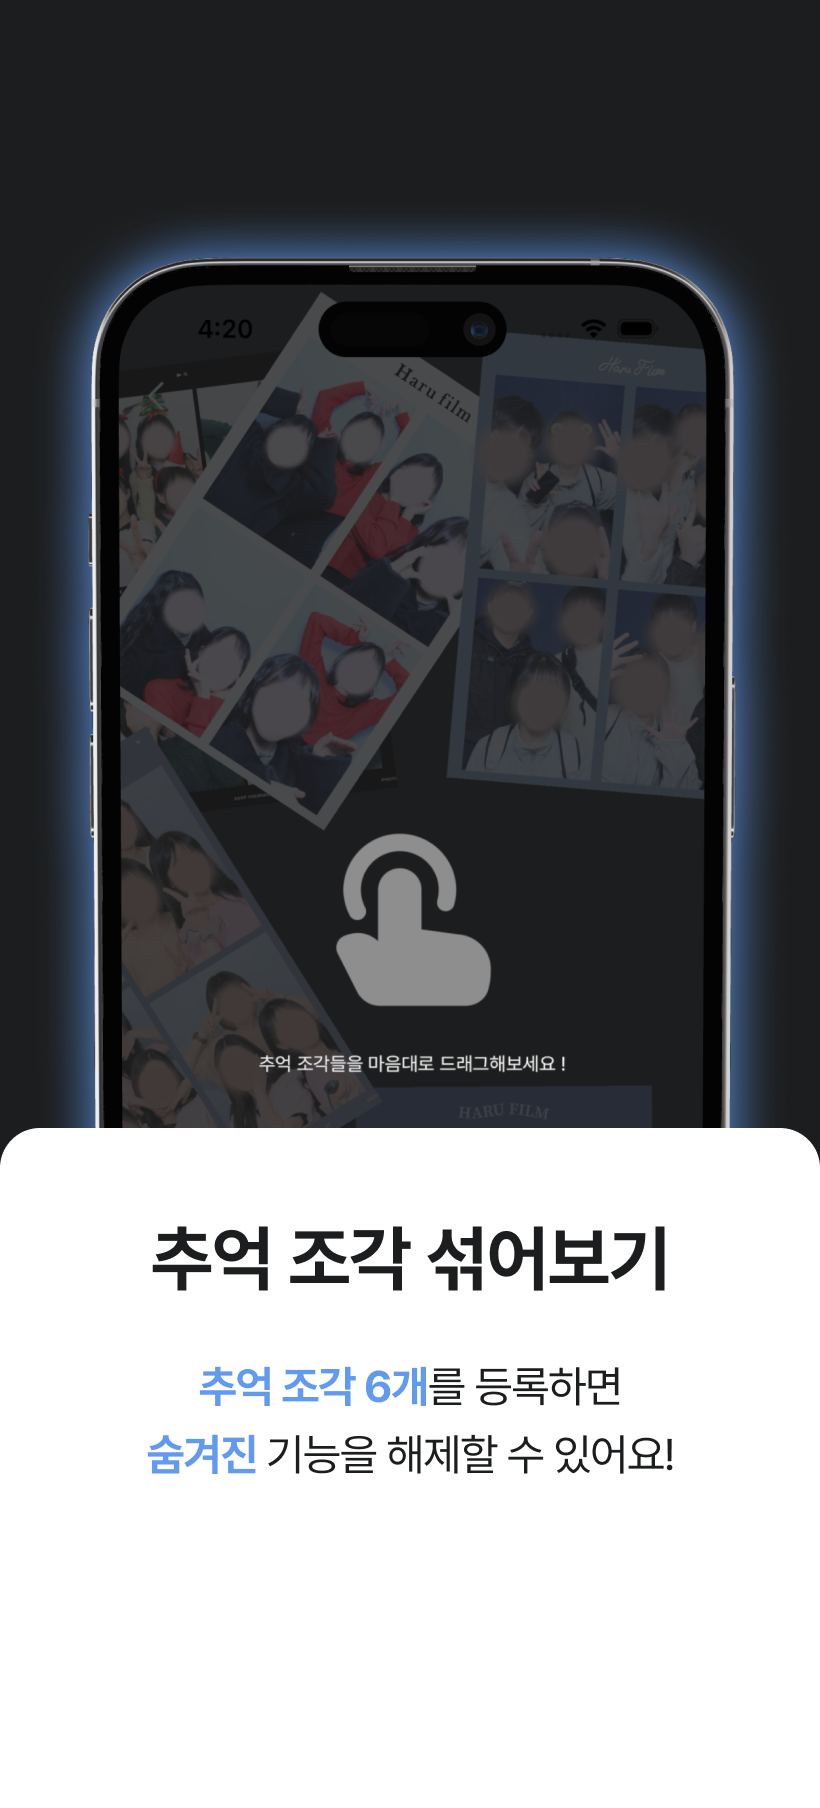 4:20
Haru film
Haru Film
추억 조각들을 마음대로 드래그해보세요 !
HARU FILM
추억 조각 섞어보기
추억 조각 6개를 등록하면
숨겨진 기능을 해제할 수 있어요!